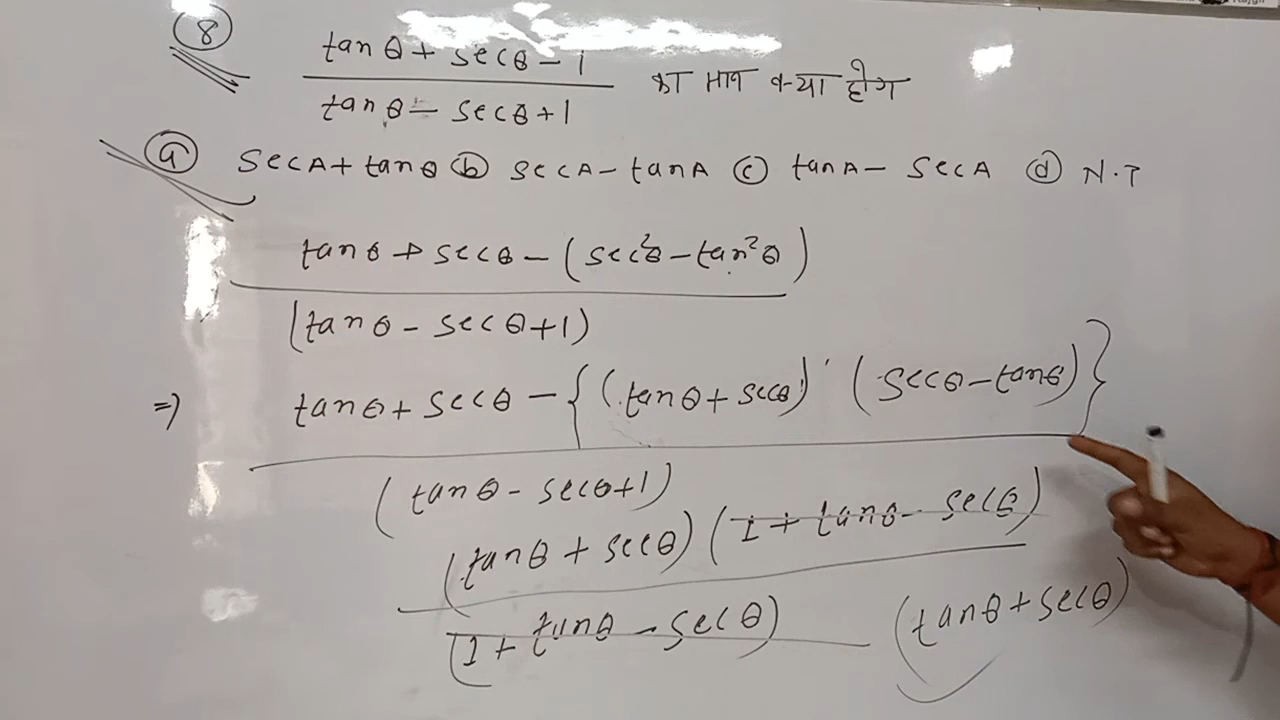 8
tanθ + secθ - 1
tanθ - secθ + 1
का मान क्या होग
a secA + tanθ b secA - tanA c tanA - secA d N.T
tanθ + secθ - (sec²θ - tan²θ)
(tanθ - secθ + 1)
=> tanθ + secθ - {(tanθ + secθ) (secθ - tanθ)}
(tanθ - secθ + 1)
(tanθ + secθ) (1 + tanθ - secθ)
(1 + tanθ - secθ)
(tanθ + secθ)